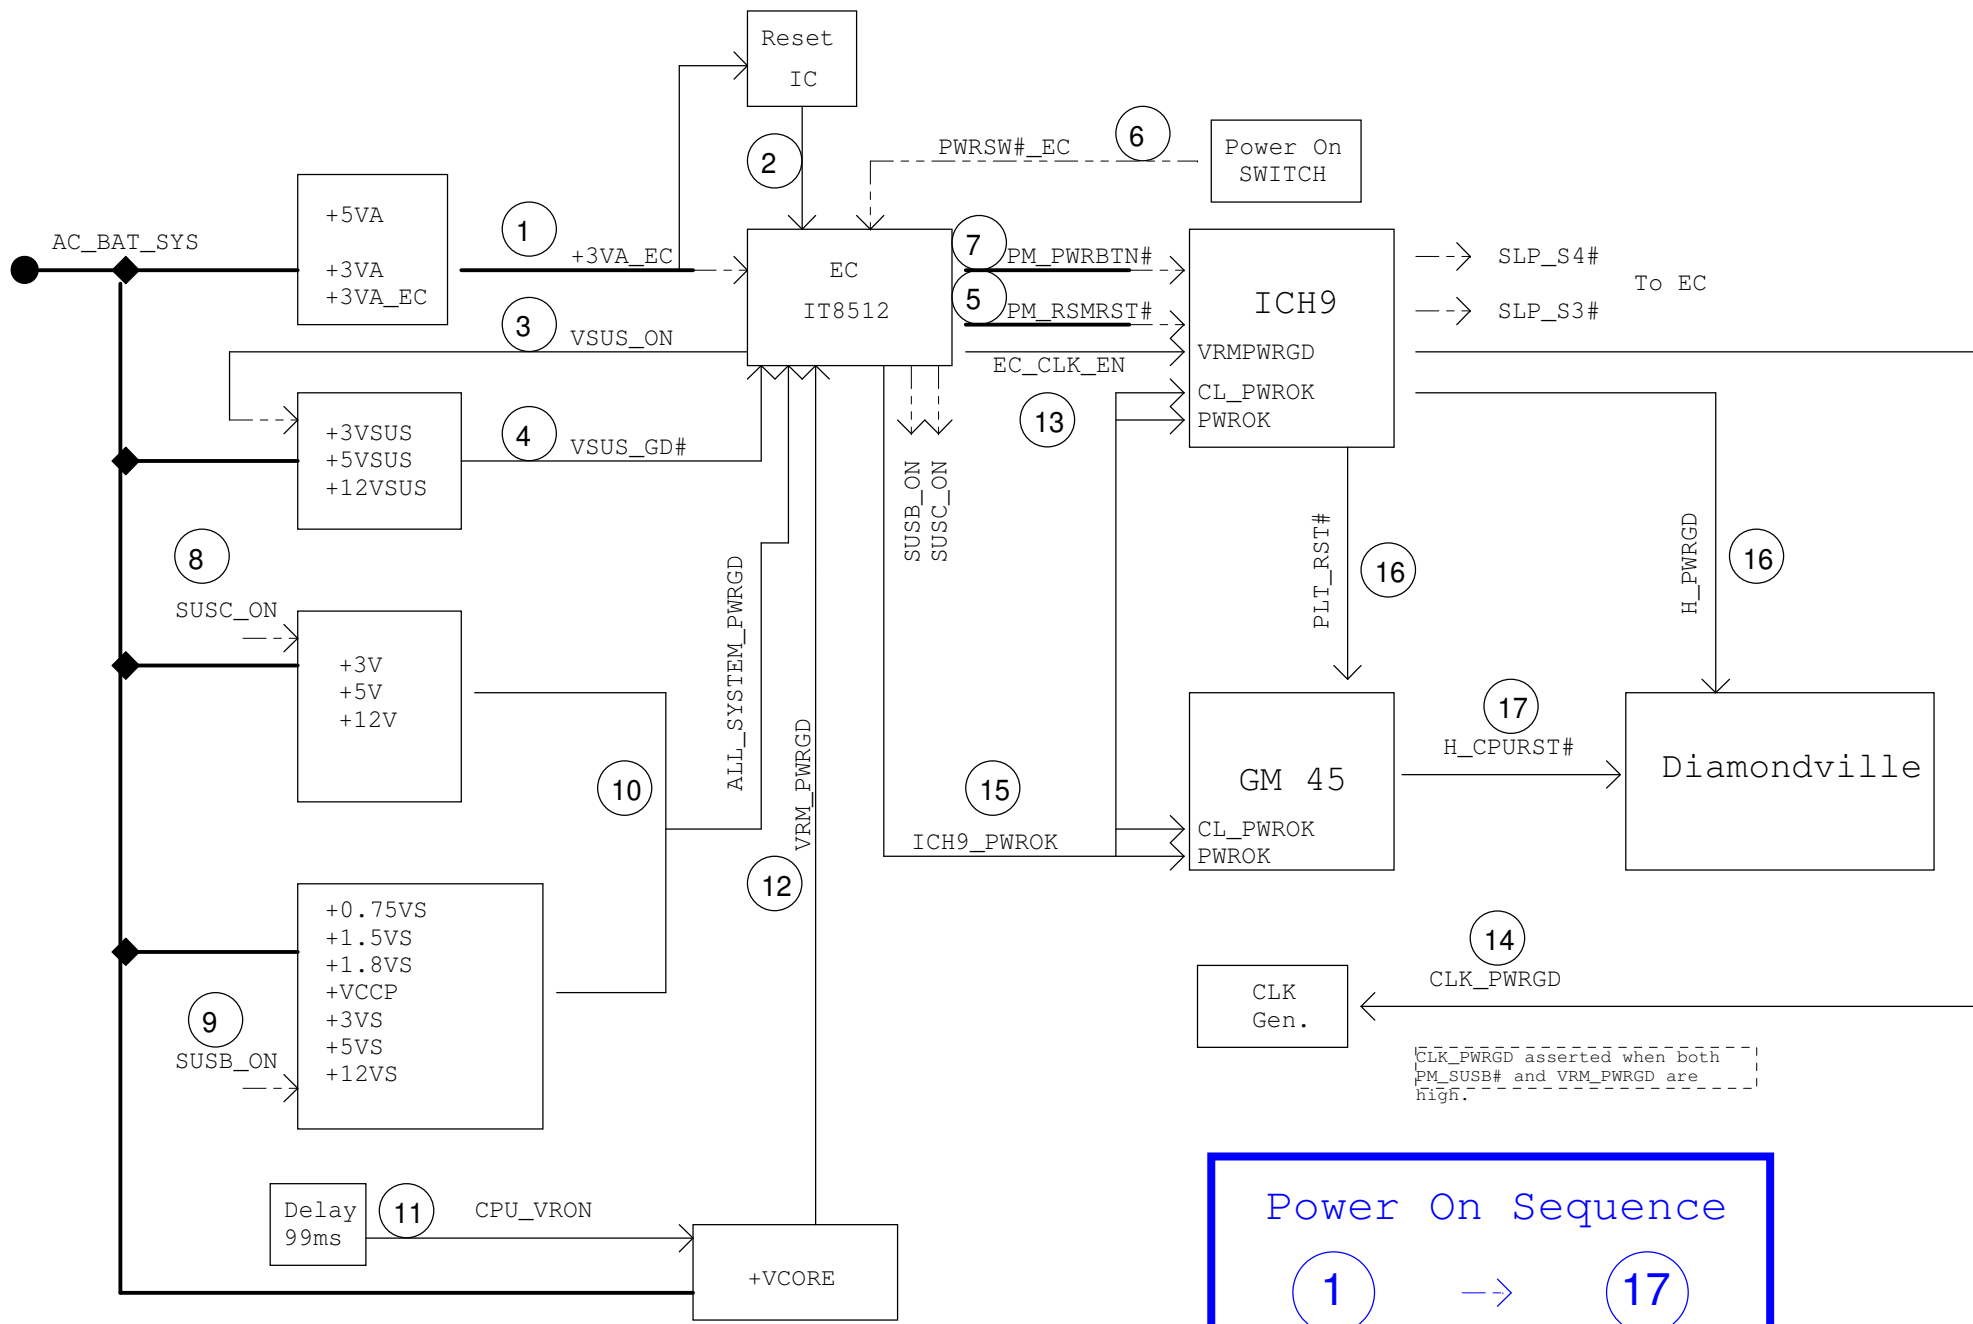 Reset
IC
2
PWRSW#_EC
6
Power On
SWITCH
AC_BAT_SYS
+5VA
+3VA
+3VA_EC
1
+3VA_EC
EC
IT8512
7
PM_PWRBTN#
5
PM_RSMRST#
EC_CLK_EN
13
ICH9
VRMPWRGD
CL_PWROK
PWROK
SLP_S4#
SLP_S3#
To EC
3
VSUS_ON
+3VSUS
+5VSUS
+12VSUS
4
VSUS_GD#
SUSB_ON
SUSC_ON
8
SUSC_ON
+3V
+5V
+12V
10
ALL_SYSTEM_PWRGD
VRM_PWRGD
12
PLT_RST#
16
H_PWRGD
16
15
ICH9_PWROK
GM 45
CL_PWROK
PWROK
17
H_CPURST#
Diamondville
+0.75VS
+1.5VS
+1.8VS
+VCCP
+3VS
+5VS
+12VS
9
SUSB_ON
CLK
Gen.
14
CLK_PWRGD
CLK_PWRGD asserted when both
PM_SUSB# and VRM_PWRGD are
high.
Delay
99ms
11
CPU_VRON
+VCORE
Power On Sequence
1
17